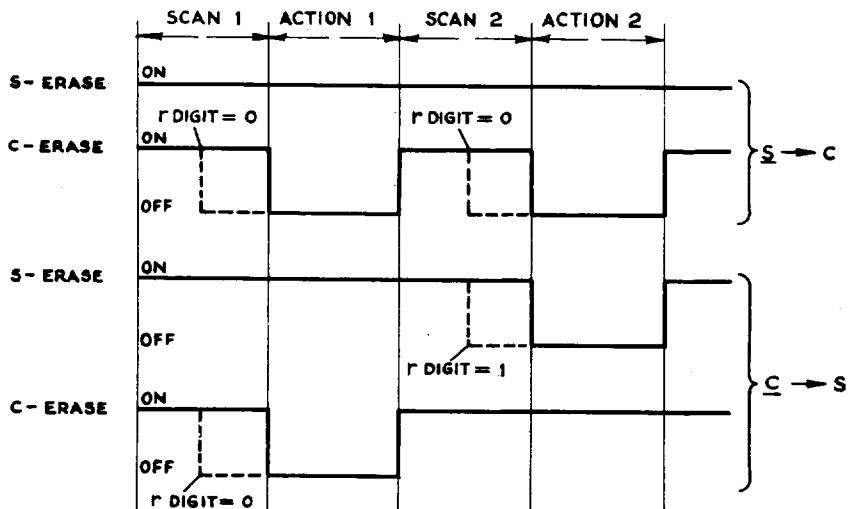 SCAN 1 ACTION 1 SCAN 2 ACTION 2
S-ERASE ON
r DIGIT = 0 r DIGIT = 0
C-ERASE ON
S → C
OFF
S-ERASE ON
OFF
r DIGIT = 1
C → S
C-ERASE ON
OFF
r DIGIT = 0